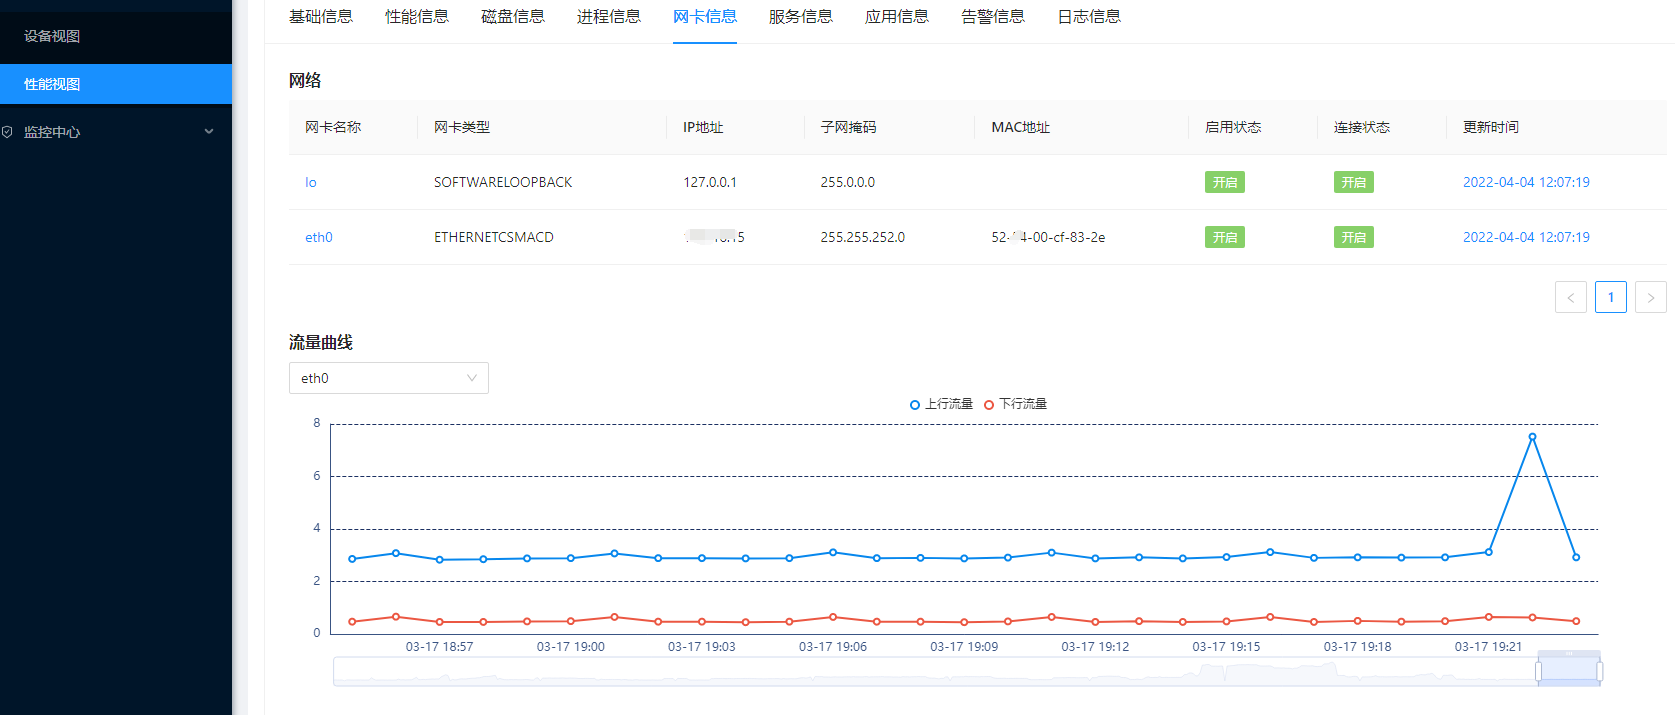 基础信息 性能信息 磁盘信息 进程信息 网卡信息 服务信息 应用信息 告警信息 日志信息
设备视图
性能视图
监控中心
网络
网卡名称 网卡类型 IP地址 子网掩码 MAC地址 启用状态 连接状态 更新时间
lo SOFTWARELOOPBACK 127.0.0.1 255.0.0.0 开启 开启 2022-04-04 12:07:19
eth0 ETHERNETCSMACD 255.255.252.0 开启 开启 2022-04-04 12:07:19
< 1 >
流量曲线
eth0
上行流量 下行流量
8
6
4
2
0
03-17 18:57 03-17 19:00 03-17 19:03 03-17 19:06 03-17 19:09 03-17 19:12 03-17 19:15 03-17 19:18 03-17 19:21